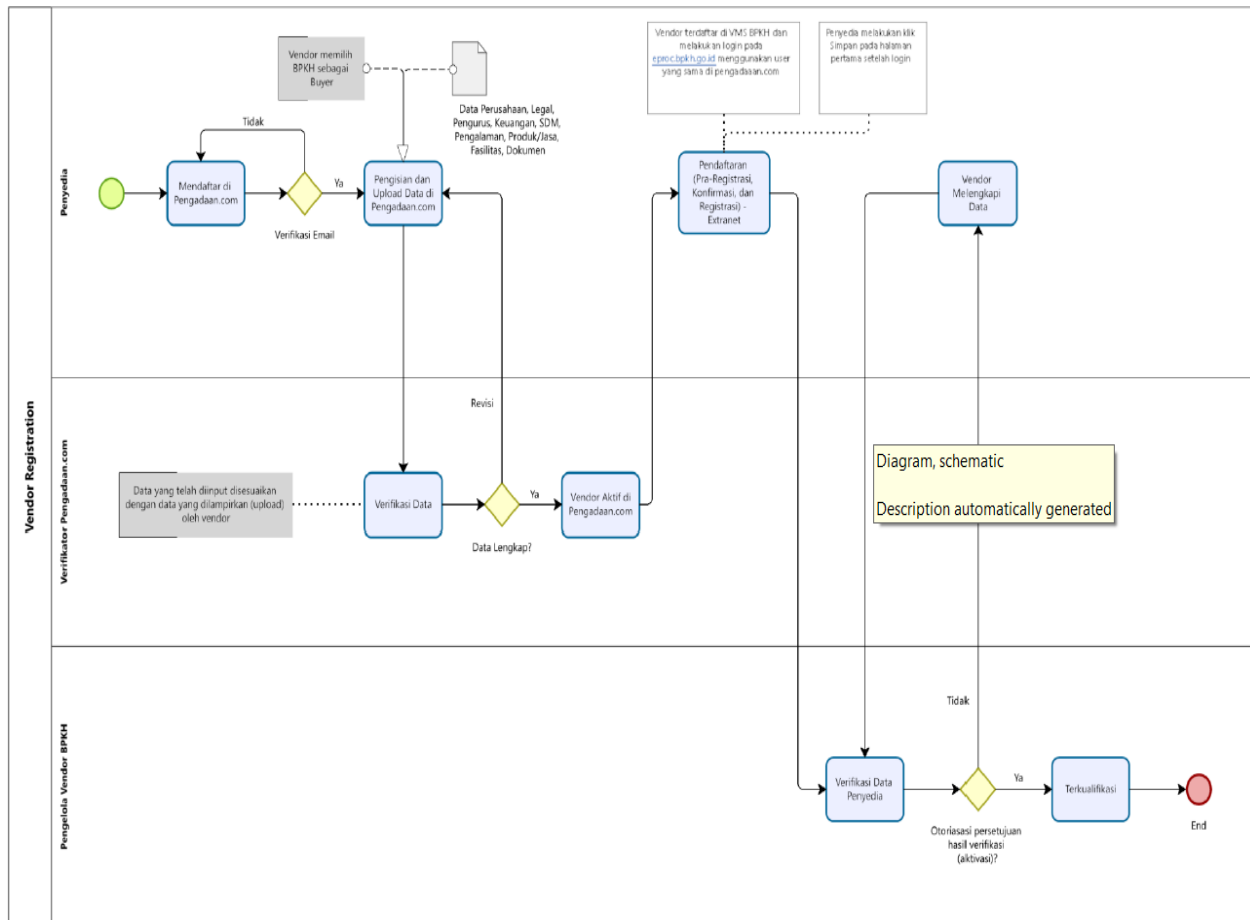 Vendor Registration
Penyedia
Vendor memilih
BPKH sebagai
Buyer
Data Perusahaan, Legal,
Pengurus, Keuangan, SDM,
Pengalaman, Produk/Jasa,
Fasilitas, Dokumen
Vendor terdaftar di VMS BPKH dan
melakukan login pada
eproc.bpkh.go.id menggunakan user
yang sama di pengadaaan.com
Penyedia melakukan klik
Simpan pada halaman
pertama setelah login
Tidak
Mendaftar di
Pengadaan.com
Verifikasi Email
Ya
Pengisian dan
Upload Data di
Pengadaan.com
Pendaftaran
(Pra-Registrasi,
Konfirmasi, dan
Registrasi) -
Extranet
Vendor
Melengkapi
Data
Verifikator Pengadaan.com
Revisi
Data yang telah diinput disesuaikan
dengan data yang dilampirkan (upload)
oleh vendor
Verifikasi Data
Data Lengkap?
Ya
Vendor Aktif di
Pengadaan.com
Diagram, schematic
Description automatically generated
Pengelola Vendor BPKH
Tidak
Verifikasi Data
Penyedia
Otoriasasi persetujuan
hasil verifikasi
(aktivasi)?
Ya
Terkualifikasi
End